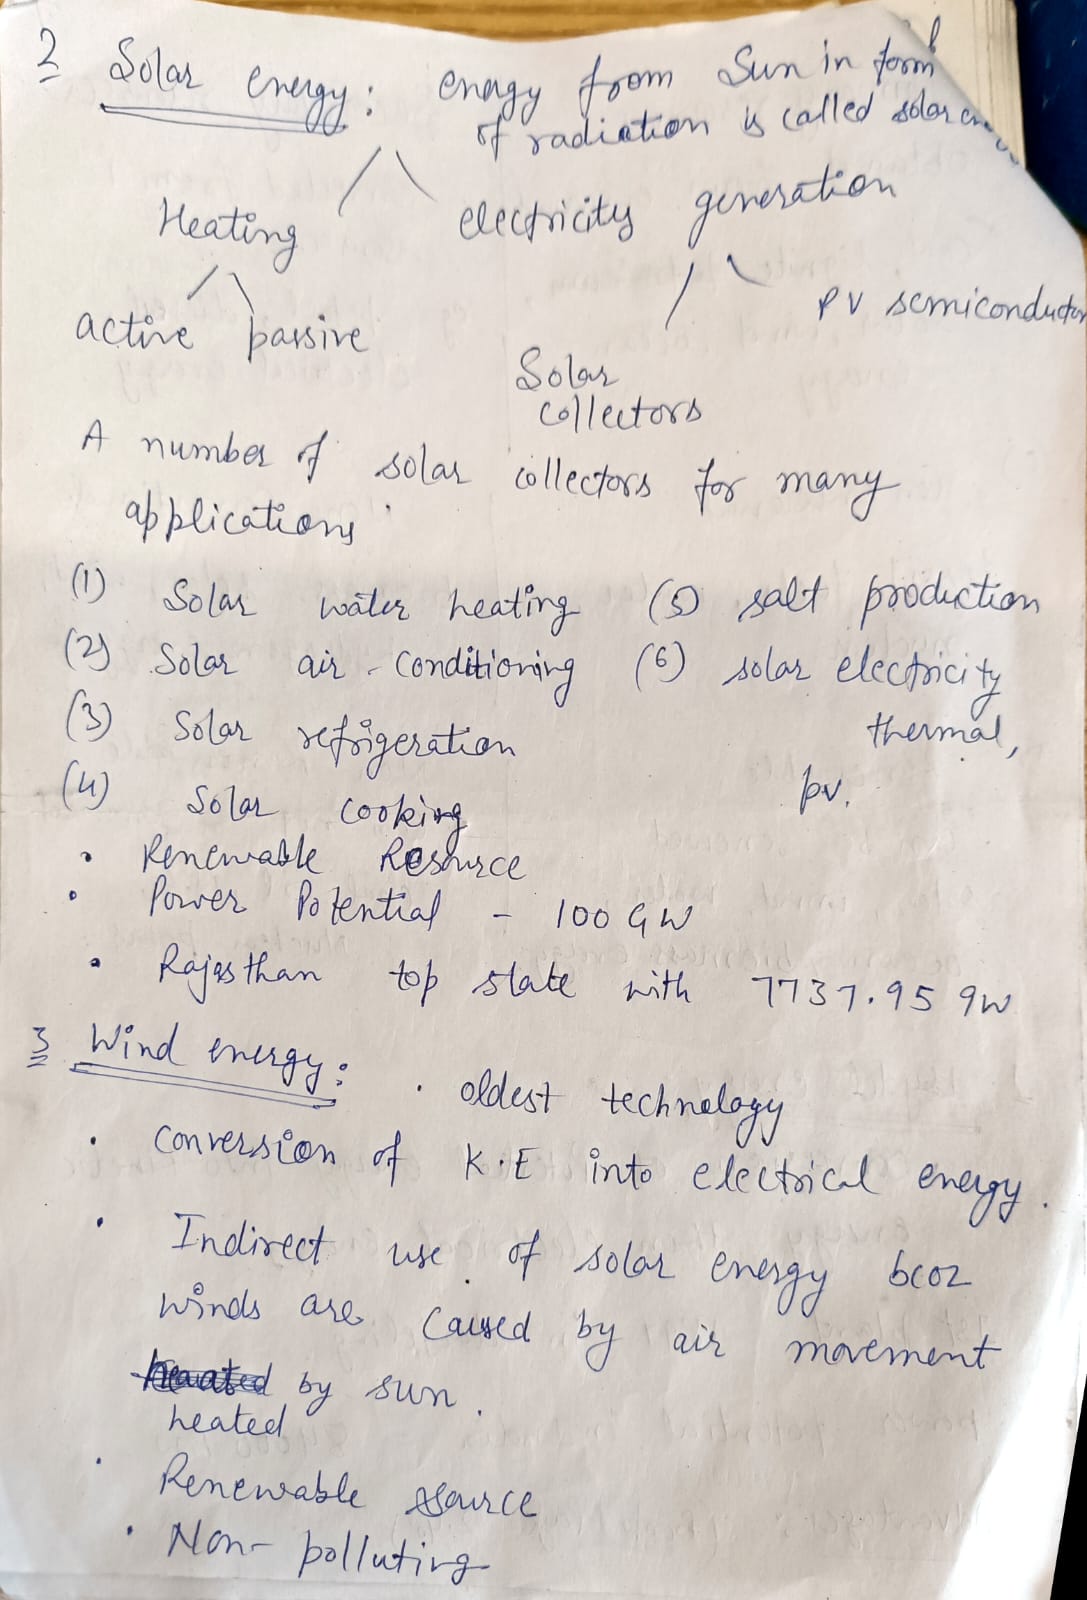 2 Solar energy : energy from Sun in form
of radiation is called solar
Heating electricity generation
active passive PV semiconductor
Solar
collectors
A number of solar collectors for many
applications
(1) Solar water heating (5) salt production
(2) Solar air-conditioning (6) solar electricity
(3) Solar refrigeration thermal,
(4) Solar cooking pv.
• Renewable Resource
• Power Potential - 100 GW
• Rajasthan top state with 7737.95 GW
3 Wind energy :
• oldest technology
• Conversion of K.E into electrical energy.
• Indirect use of solar energy bcoz
winds are caused by air movement
by sun.
heated
• Renewable source
• Non-polluting